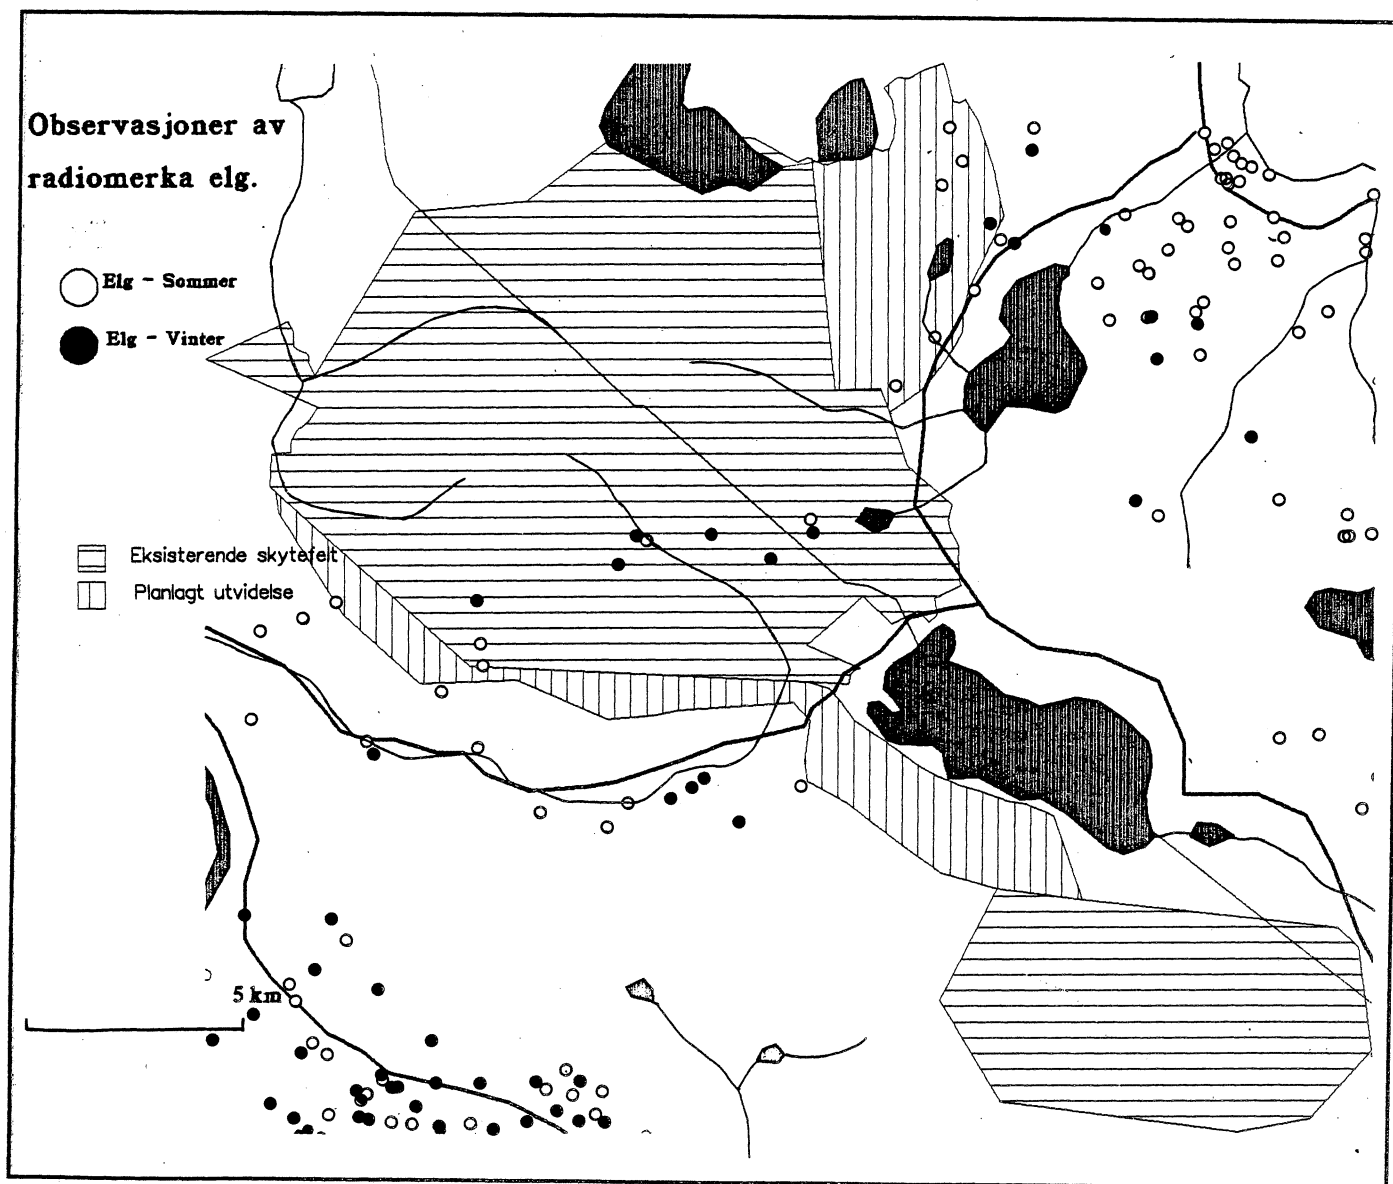 Observasjoner av
radiomerka elg.
Elg - Sommer
Elg - Vinter
Eksisterende skytefelt
Planlagt utvidelse
5 km